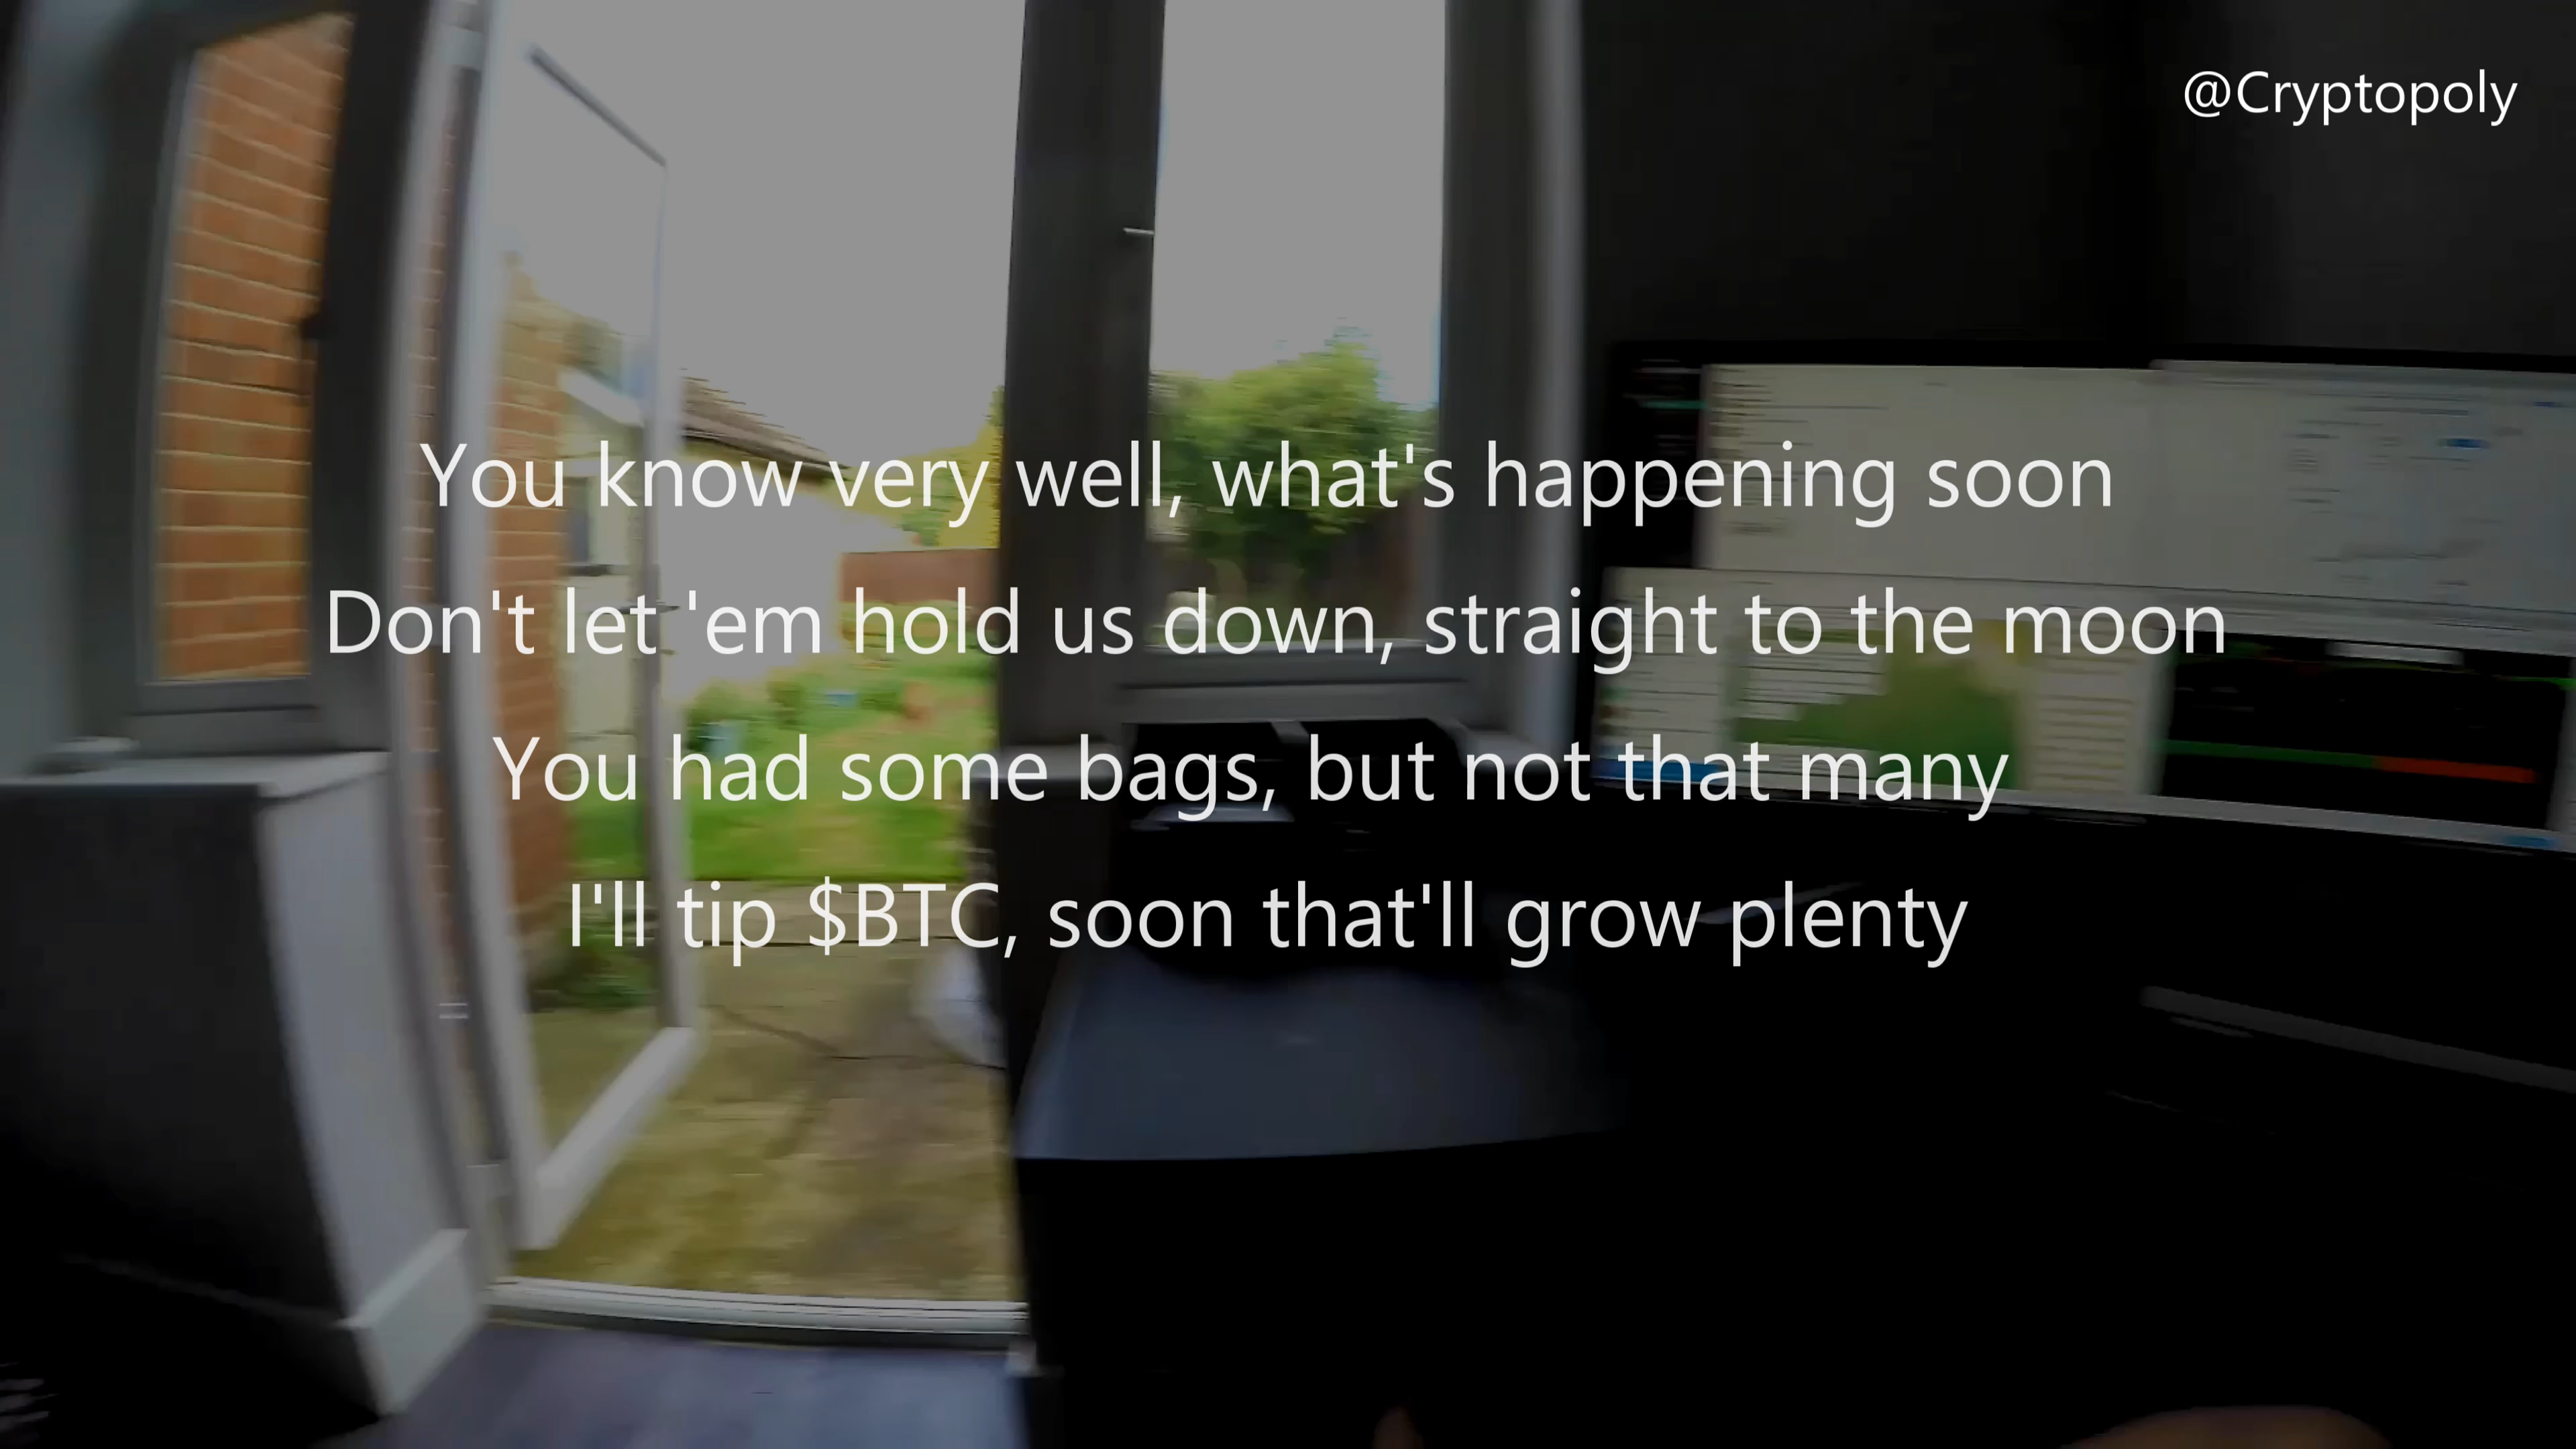 @Cryptopoly
You know very well, what's happening soon
Don't let 'em hold us down, straight to the moon
You had some bags, but not that many
I'll tip $BTC, soon that'll grow plenty